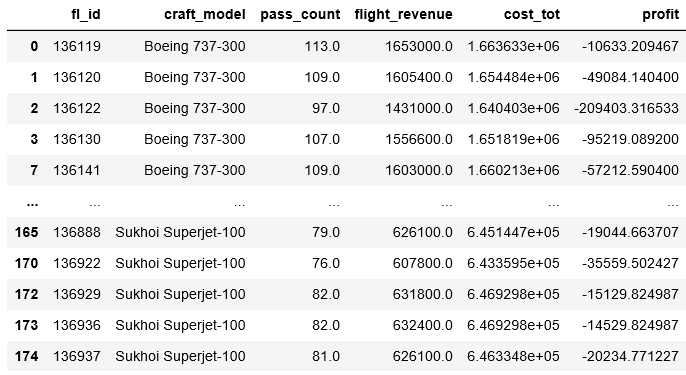 fl_id craft_model pass_count flight_revenue cost_tot profit
0 136119 Boeing 737-300 113.0 1653000.0 1.663633e+06 -10633.209467
1 136120 Boeing 737-300 109.0 1605400.0 1.654484e+06 -49084.140400
2 136122 Boeing 737-300 97.0 1431000.0 1.640403e+06 -209403.316533
3 136130 Boeing 737-300 107.0 1556600.0 1.651819e+06 -95219.089200
7 136141 Boeing 737-300 109.0 1603000.0 1.660213e+06 -57212.590400
... ... ... ... ... ... ...
165 136888 Sukhoi Superjet-100 79.0 626100.0 6.451447e+05 -19044.663707
170 136922 Sukhoi Superjet-100 76.0 607800.0 6.433595e+05 -35559.502427
172 136929 Sukhoi Superjet-100 82.0 631800.0 6.469298e+05 -15129.824987
173 136936 Sukhoi Superjet-100 82.0 632400.0 6.469298e+05 -14529.824987
174 136937 Sukhoi Superjet-100 81.0 626100.0 6.463348e+05 -20234.771227